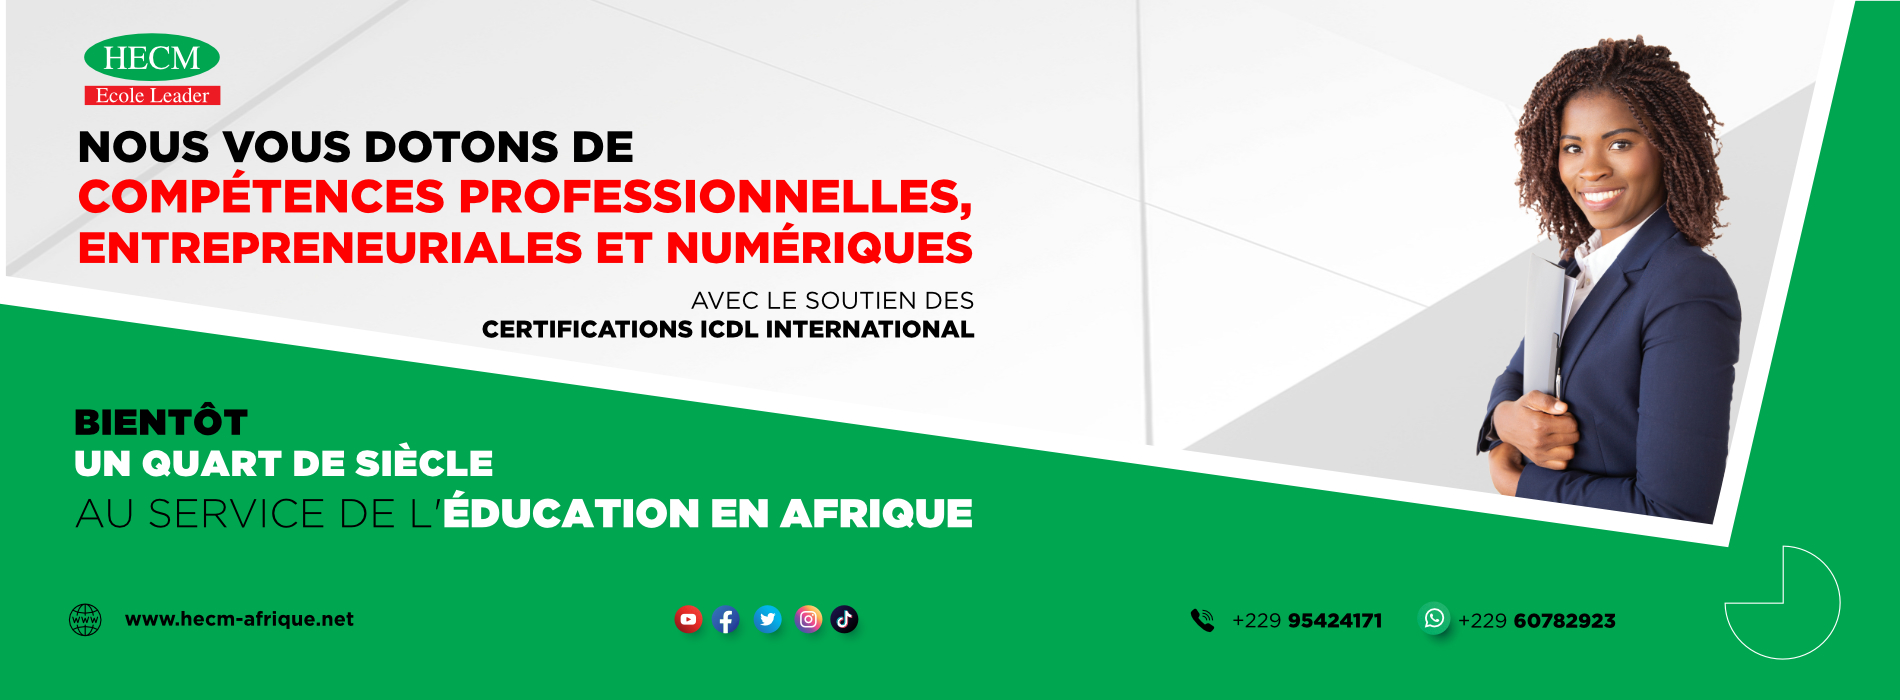 HECM
Ecole Leader
NOUS VOUS DOTONS DE
COMPÉTENCES PROFESSIONNELLES,
ENTREPRENEURIALES ET NUMÉRIQUES
AVEC LE SOUTIEN DES
CERTIFICATIONS ICDL INTERNATIONAL
BIENTÔT
UN QUART DE SIÈCLE
AU SERVICE DE L'ÉDUCATION EN AFRIQUE
WWW
www.hecm-afrique.net
+229 95424171
+229 60782923